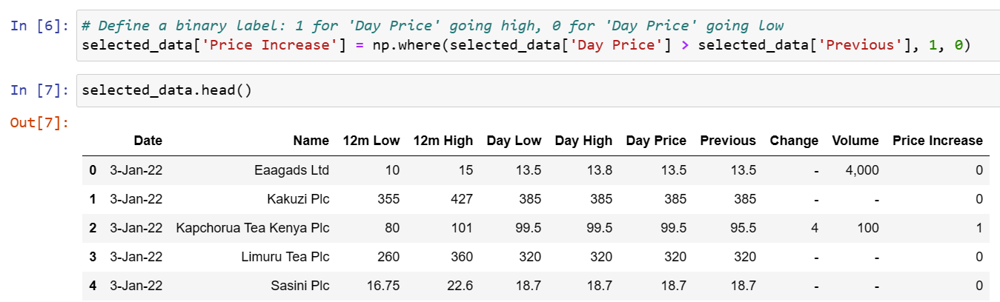 In [6]: # Define a binary label: 1 for 'Day Price' going high, 0 for 'Day Price' going low
selected_data['Price Increase'] = np.where(selected_data['Day Price'] > selected_data['Previous'], 1, 0)
In [7]: selected_data.head()
Out[7]:
Date Name 12m Low 12m High Day Low Day High Day Price Previous Change Volume Price Increase
0 3-Jan-22 Eaagads Ltd 10 15 13.5 13.8 13.5 13.5 - 4,000 0
1 3-Jan-22 Kakuzi Plc 355 427 385 385 385 385 - - 0
2 3-Jan-22 Kapchorua Tea Kenya Plc 80 101 99.5 99.5 99.5 95.5 4 100 1
3 3-Jan-22 Limuru Tea Plc 260 360 320 320 320 320 - - 0
4 3-Jan-22 Sasini Plc 16.75 22.6 18.7 18.7 18.7 18.7 - - 0